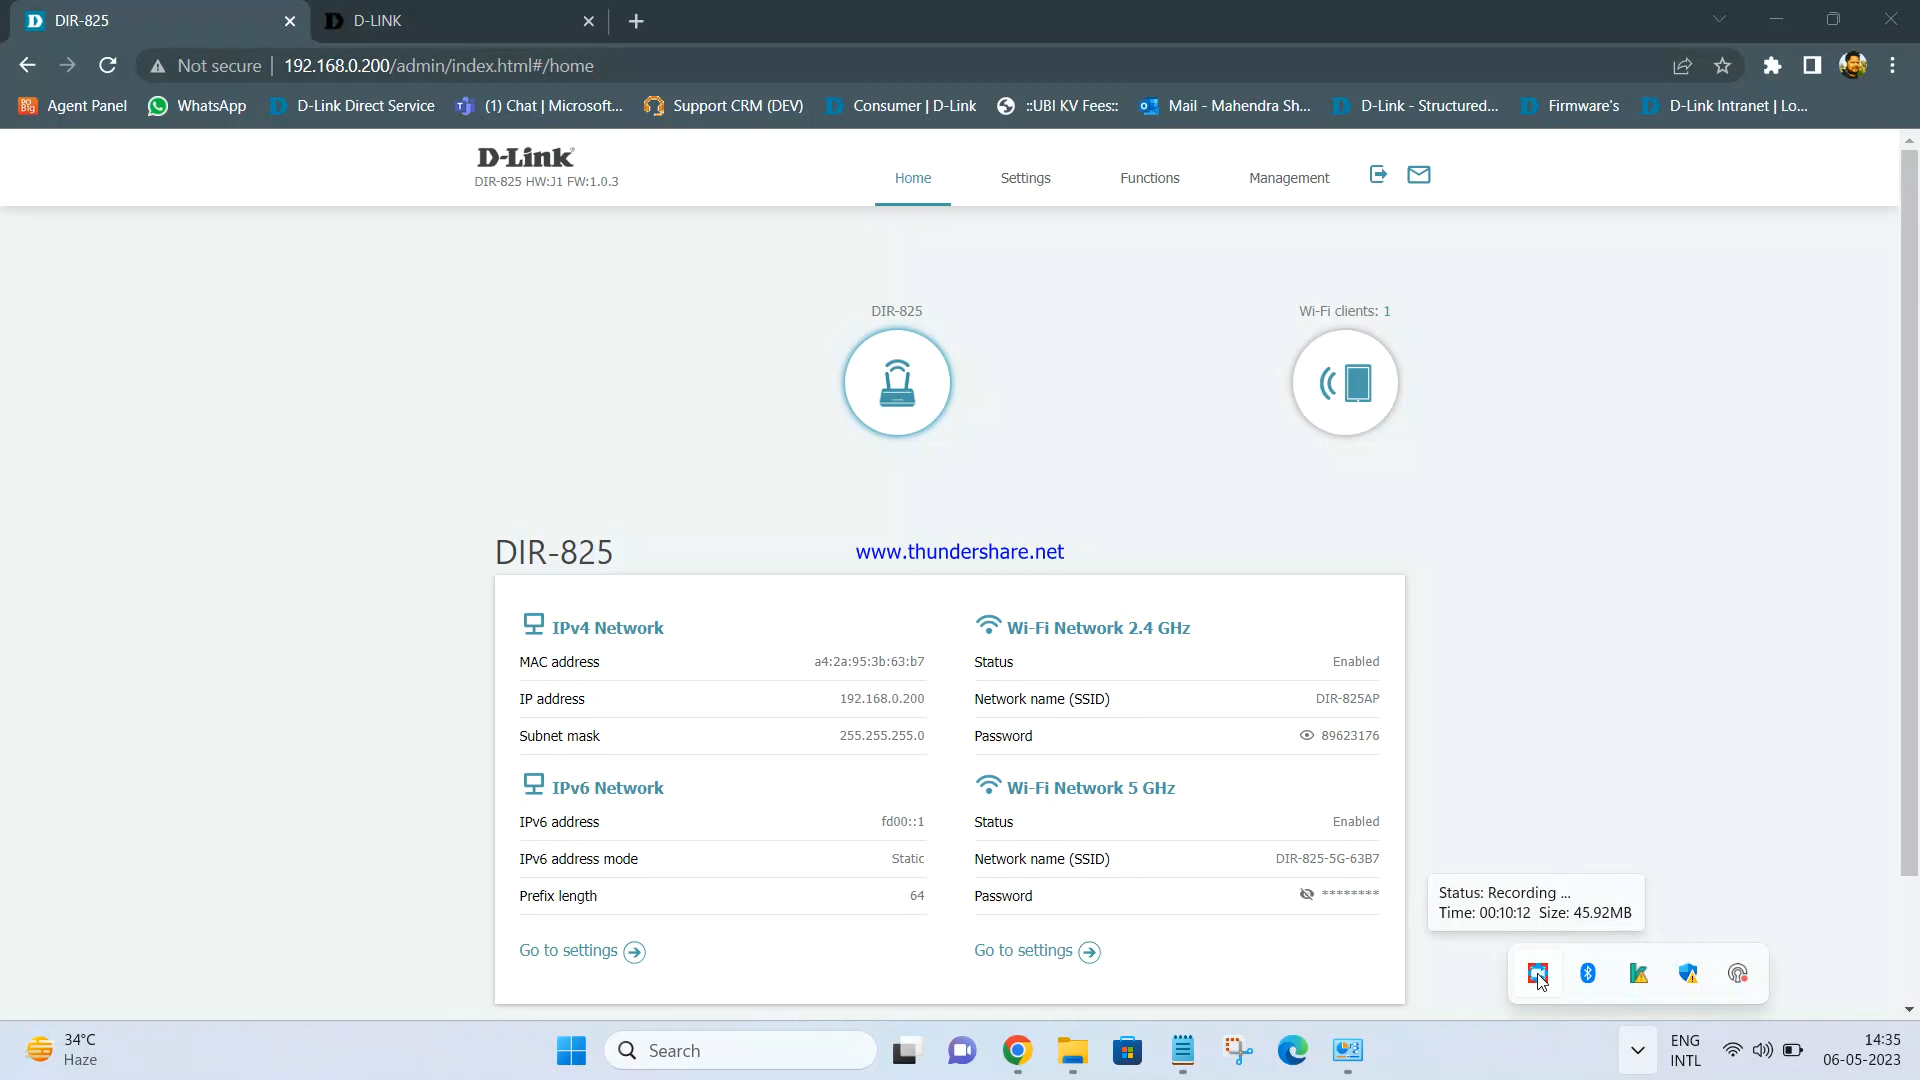 DIR-825
D-LINK
Not secure
192.168.0.200/admin/index.html#/home
Agent Panel
WhatsApp
D-Link Direct Service
(1) Chat | Microsoft...
Support CRM (DEV)
Consumer | D-Link
::UBI KV Fees::
Mail - Mahendra Sh...
D-Link - Structured...
Firmware's
D-Link Intranet | Lo...
D-Link
DIR-825 HW:J1 FW:1.0.3
Home
Settings
Functions
Management
DIR-825
Wi-Fi clients: 1
DIR-825
www.thundershare.net
IPv4 Network
MAC address a4:2a:95:3b:63:b7
IP address 192.168.0.200
Subnet mask 255.255.255.0
IPv6 Network
IPv6 address fd00::1
IPv6 address mode Static
Prefix length 64
Go to settings
Wi-Fi Network 2.4 GHz
Status Enabled
Network name (SSID) DIR-825AP
Password 89623176
Wi-Fi Network 5 GHz
Status Enabled
Network name (SSID) DIR-825-5G-63B7
Password ********
Go to settings
Status: Recording ...
Time: 00:10:12 Size: 45.92MB
34°C
Haze
Search
ENG
INTL
14:35
06-05-2023